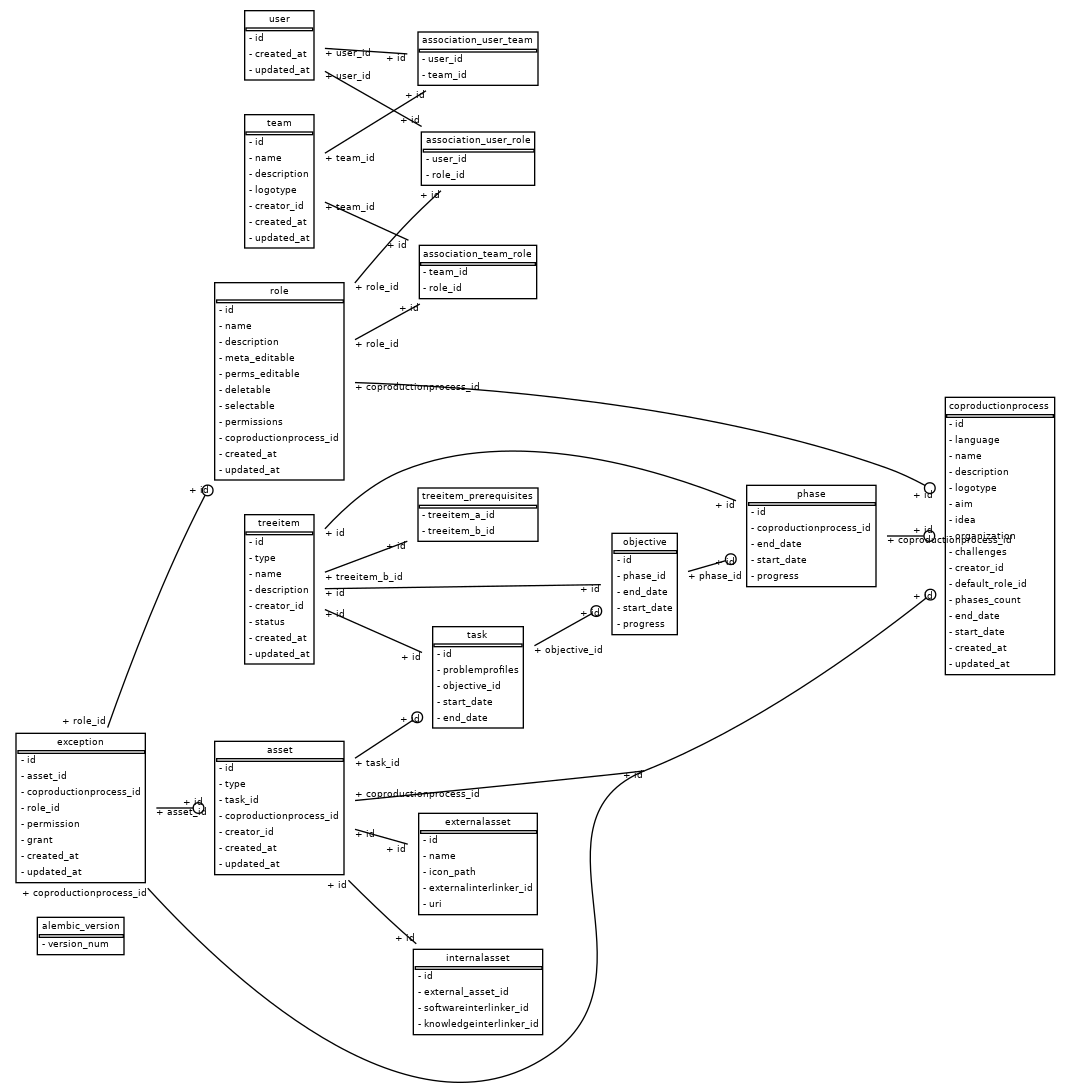 user
- id
- created_at
- updated_at
+ user_id
+ id
+ user_id
+ id
association_user_team
- user_id
- team_id
+ id
team
- id
- name
- description
- logotype
- creator_id
- created_at
- updated_at
+ team_id
+ team_id
+ id
association_user_role
- user_id
- role_id
+ id
association_team_role
- team_id
- role_id
+ id
role
- id
- name
- description
- meta_editable
- perms_editable
- deletable
- selectable
- permissions
- coproductionprocess_id
- created_at
- updated_at
+ role_id
+ role_id
+ coproductionprocess_id
+ id
coproductionprocess
- id
- language
- name
- description
- logotype
- aim
- idea
- organization
- challenges
- creator_id
- default_role_id
- phases_count
- end_date
- start_date
- created_at
- updated_at
+ id
+ id
+ coproductionprocess_id
+ id
treeitem
- id
- type
- name
- description
- creator_id
- status
- created_at
- updated_at
+ id
+ treeitem_b_id
+ id
+ id
treeitem_prerequisites
- treeitem_a_id
- treeitem_b_id
+ id
phase
- id
- coproductionprocess_id
- end_date
- start_date
- progress
+ id
+ id
objective
- id
- phase_id
- end_date
- start_date
- progress
+ phase_id
+ id
+ id
task
- id
- problemprofiles
- objective_id
- start_date
- end_date
+ objective_id
+ id
+ id
exception
- id
- asset_id
- coproductionprocess_id
- role_id
- permission
- grant
- created_at
- updated_at
+ role_id
+ id
+ asset_id
+ coproductionprocess_id
asset
- id
- type
- task_id
- coproductionprocess_id
- creator_id
- created_at
- updated_at
+ task_id
+ coproductionprocess_id
+ id
+ id
+ id
externalasset
- id
- name
- icon_path
- externalinterlinker_id
- uri
+ id
internalasset
- id
- external_asset_id
- softwareinterlinker_id
- knowledgeinterlinker_id
+ id
alembic_version
- version_num